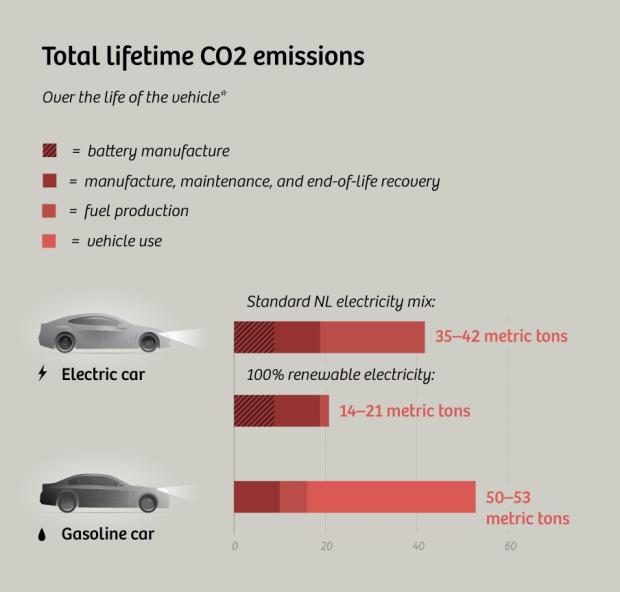 Total lifetime CO2 emissions
Over the life of the vehicle*
= battery manufacture
= manufacture, maintenance, and end-of-life recovery
= fuel production
= vehicle use
Standard NL electricity mix:
35–42 metric tons
Electric car
100% renewable electricity:
14–21 metric tons
50–53
metric tons
Gasoline car
0 20 40 60